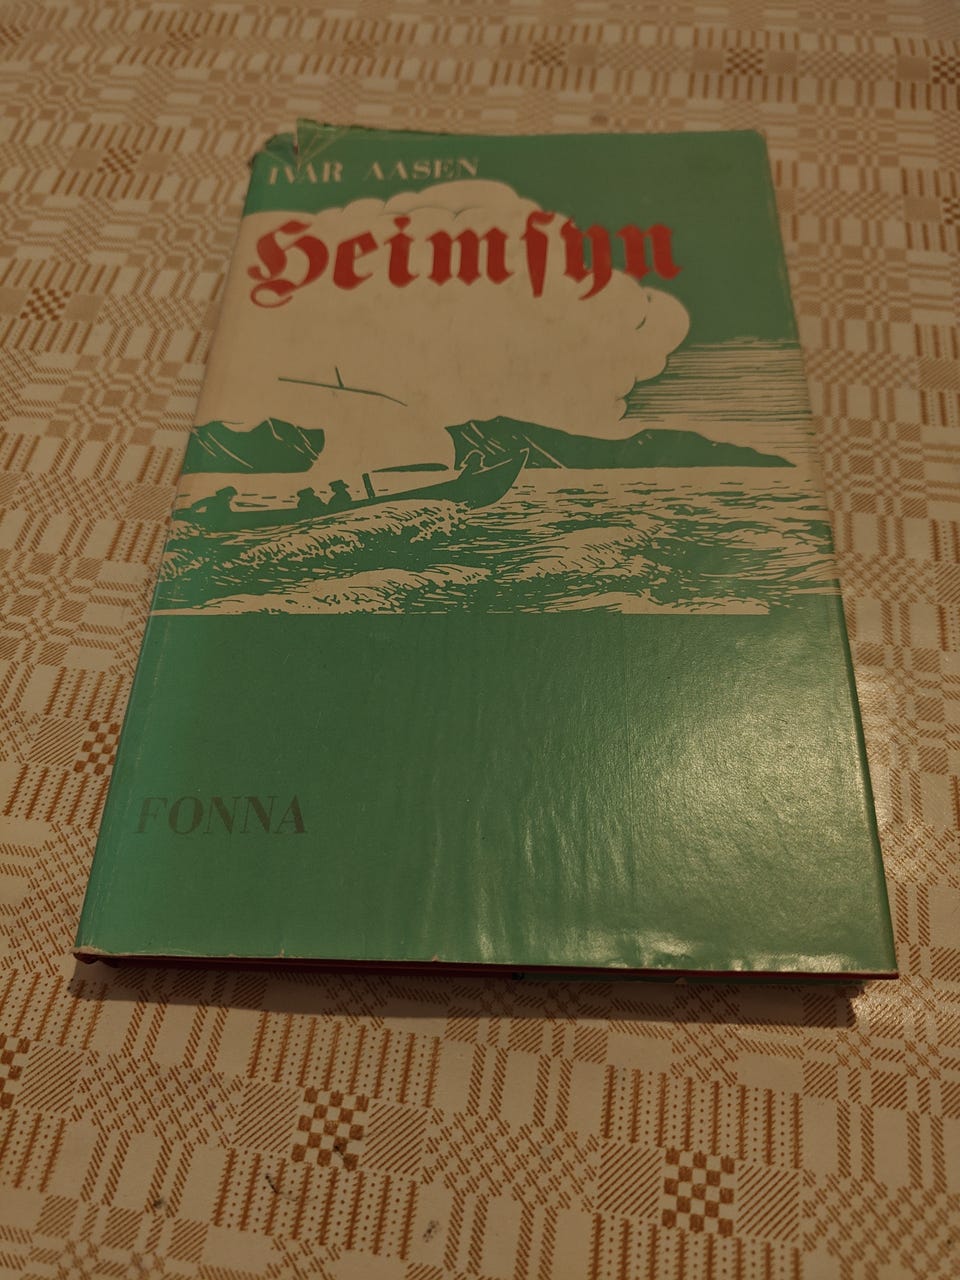 IVAR AASEN
Heimſyn
FONNA